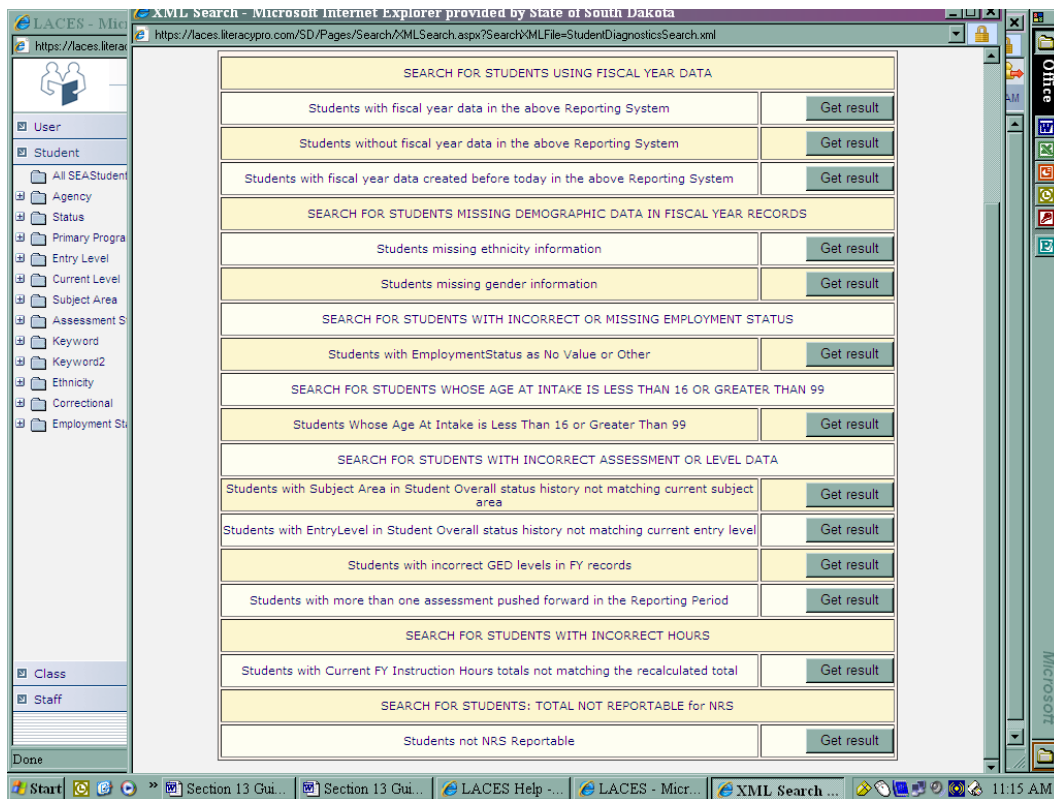 LACES - Mic
XML Search - Microsoft Internet Explorer provided by State of South Dakota
https://laces.literac
https://laces.literacypro.com/SD/Pages/Search/XMLSearch.aspx?SearchXMLFile=StudentDiagnosticsSearch.xml
User
Student
All SEAStudent
Agency
Status
Primary Progra
Entry Level
Current Level
Subject Area
Assessment S
Keyword
Keyword2
Ethnicity
Correctional
Employment Sta
Class
Staff
Done
SEARCH FOR STUDENTS USING FISCAL YEAR DATA
Students with fiscal year data in the above Reporting System Get result
Students without fiscal year data in the above Reporting System Get result
Students with fiscal year data created before today in the above Reporting System Get result
SEARCH FOR STUDENTS MISSING DEMOGRAPHIC DATA IN FISCAL YEAR RECORDS
Students missing ethnicity information Get result
Students missing gender information Get result
SEARCH FOR STUDENTS WITH INCORRECT OR MISSING EMPLOYMENT STATUS
Students with EmploymentStatus as No Value or Other Get result
SEARCH FOR STUDENTS WHOSE AGE AT INTAKE IS LESS THAN 16 OR GREATER THAN 99
Students Whose Age At Intake is Less Than 16 or Greater Than 99 Get result
SEARCH FOR STUDENTS WITH INCORRECT ASSESSMENT OR LEVEL DATA
Students with Subject Area in Student Overall status history not matching current subject
area Get result
Students with EntryLevel in Student Overall status history not matching current entry level Get result
Students with incorrect GED levels in FY records Get result
Students with more than one assessment pushed forward in the Reporting Period Get result
SEARCH FOR STUDENTS WITH INCORRECT HOURS
Students with Current FY Instruction Hours totals not matching the recalculated total Get result
SEARCH FOR STUDENTS: TOTAL NOT REPORTABLE for NRS
Students not NRS Reportable Get result
AM
Office
Microsoft
Start
Section 13 Gui...
Section 13 Gui...
LACES Help -...
LACES - Micr...
XML Search ...
11:15 AM